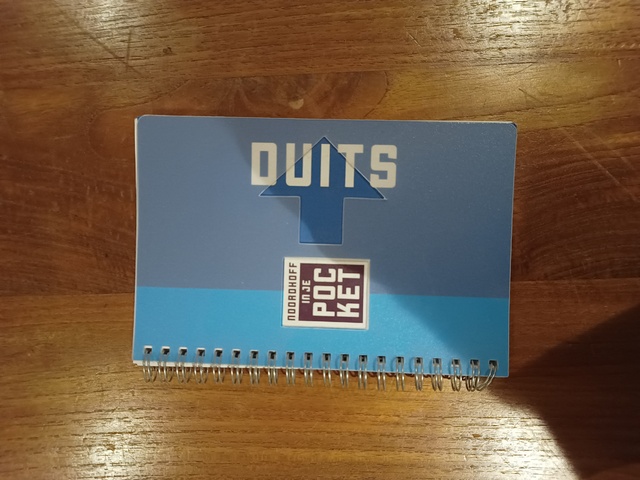 DUITS
NOORDHOFF
IN JE
POC
KET